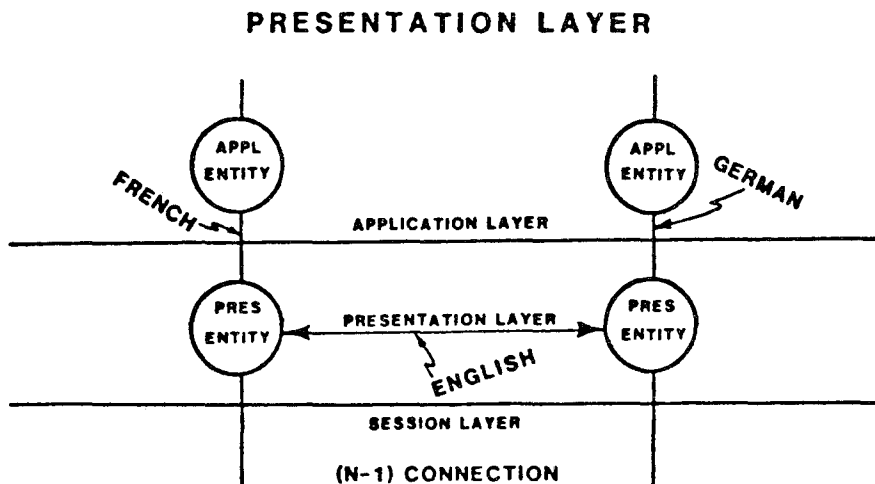 PRESENTATION LAYER
APPL
ENTITY
APPL
ENTITY
FRENCH
GERMAN
APPLICATION LAYER
PRES
ENTITY
PRESENTATION LAYER
PRES
ENTITY
ENGLISH
SESSION LAYER
(N-1) CONNECTION